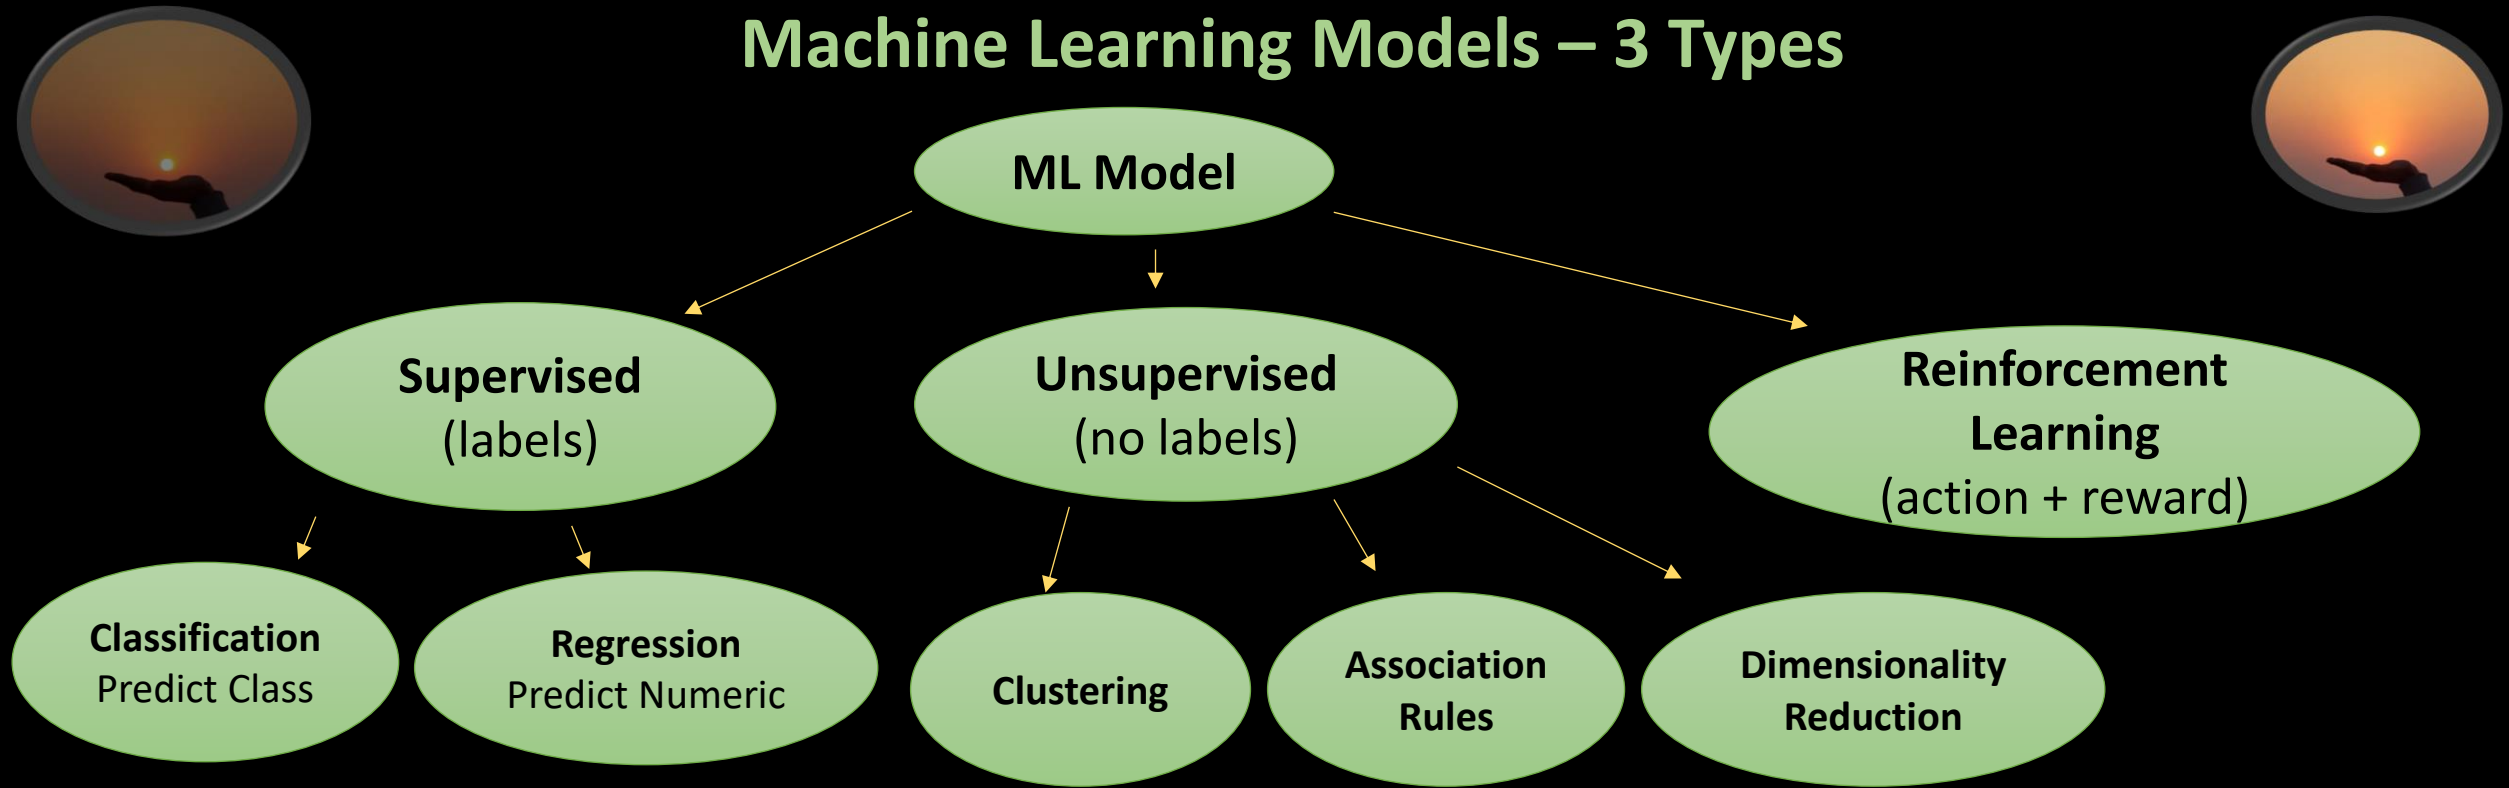 Machine Learning Models – 3 Types
ML Model
Supervised
(labels)
Unsupervised
(no labels)
Reinforcement
Learning
(action + reward)
Classification
Predict Class
Regression
Predict Numeric
Clustering
Association
Rules
Dimensionality
Reduction